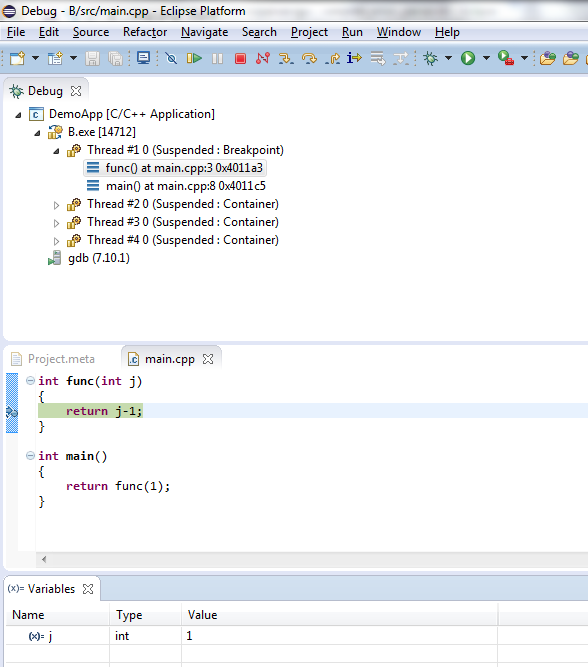 Debug - B/src/main.cpp - Eclipse Platform
File Edit Source Refactor Navigate Search Project Run Window Help
Debug
DemoApp [C/C++ Application]
B.exe [14712]
Thread #1 0 (Suspended : Breakpoint)
func() at main.cpp:3 0x4011a3
main() at main.cpp:8 0x4011c5
Thread #2 0 (Suspended : Container)
Thread #3 0 (Suspended : Container)
Thread #4 0 (Suspended : Container)
gdb (7.10.1)
Project.meta main.cpp
int func(int j)
{
return j-1;
}
int main()
{
return func(1);
}
(x)= Variables
Name Type Value
(x)= j int 1